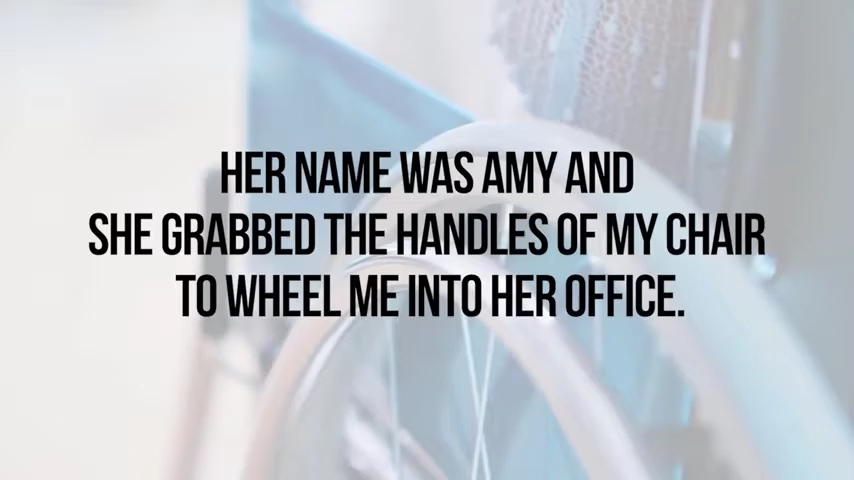 HER NAME WAS AMY AND
SHE GRABBED THE HANDLES OF MY CHAIR
TO WHEEL ME INTO HER OFFICE.